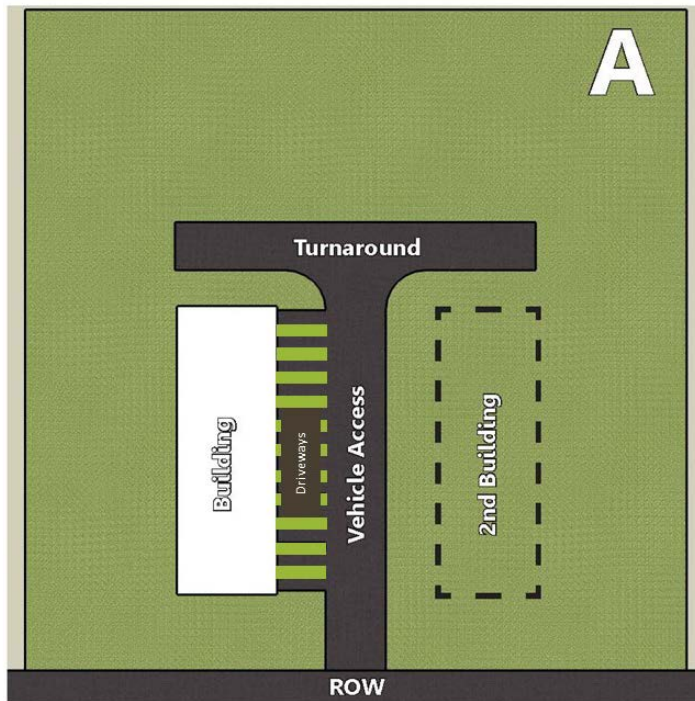 A
Turnaround
Building
Driveways
Vehicle Access
2nd Building
ROW